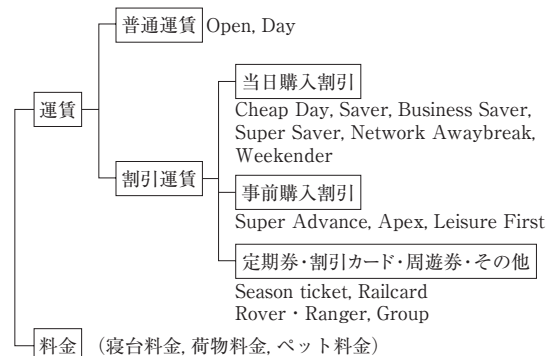 普通運賃 Open, Day
運賃
当日購入割引
Cheap Day, Saver, Business Saver,
Super Saver, Network Awaybreak,
Weekender
割引運賃
事前購入割引
Super Advance, Apex, Leisure First
定期券・割引カード・周遊券・その他
Season ticket, Railcard
Rover・Ranger, Group
料金 (寝台料金, 荷物料金, ペット料金)